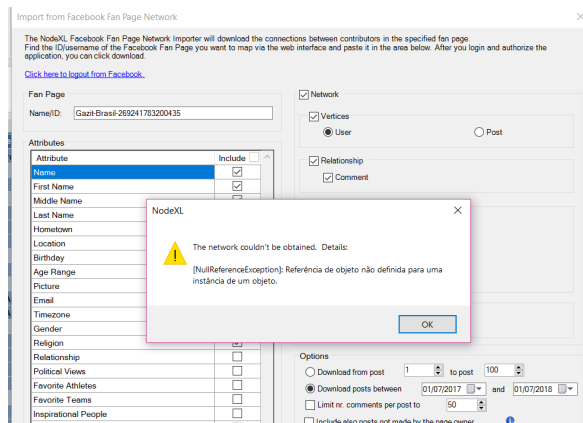 Import from Facebook Fan Page Network
The NodeXL Facebook Fan Page Network Importer will download the connections between contributors in the specified fan page.
Find the ID/username of the Facebook Fan Page you want to map via the web interface and paste it in the area below. After you login and authorize the
application, you can click download.
Click here to logout from Facebook.
Fan Page
Name/ID: Gazit-Brasil-269241783200435
Network
Vertices
User Post
Relationship
Comment
Attributes
Attribute Include
Name
First Name
Middle Name
Last Name
Hometown
Location
Birthday
Age Range
Picture
Email
Timezone
Gender
Religion
Relationship
Political Views
Favorite Athletes
Favorite Teams
Inspirational People
NodeXL
The network couldn't be obtained. Details:
[NullReferenceException]: Referência de objeto não definida para uma
instância de um objeto.
OK
Options
Download from post 1 to post 100
Download posts between 01/07/2017 and 01/07/2018
Limit nr. comments per post to 50
Include also posts not made by the page owner